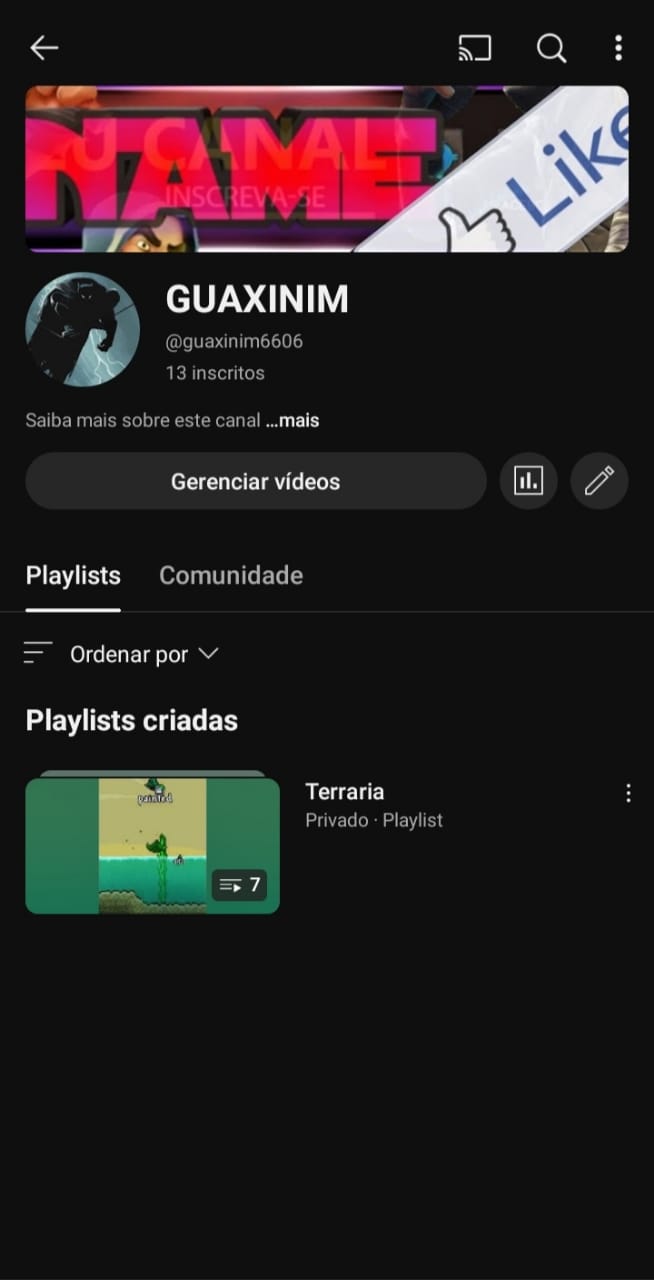 U CANAL
NAME
INSCREVA-SE
Like
GUAXINIM
@guaxinim6606
13 inscritos
Saiba mais sobre este canal ...mais
Gerenciar vídeos
Playlists Comunidade
Ordenar por
Playlists criadas
painted
7
Terraria
Privado · Playlist